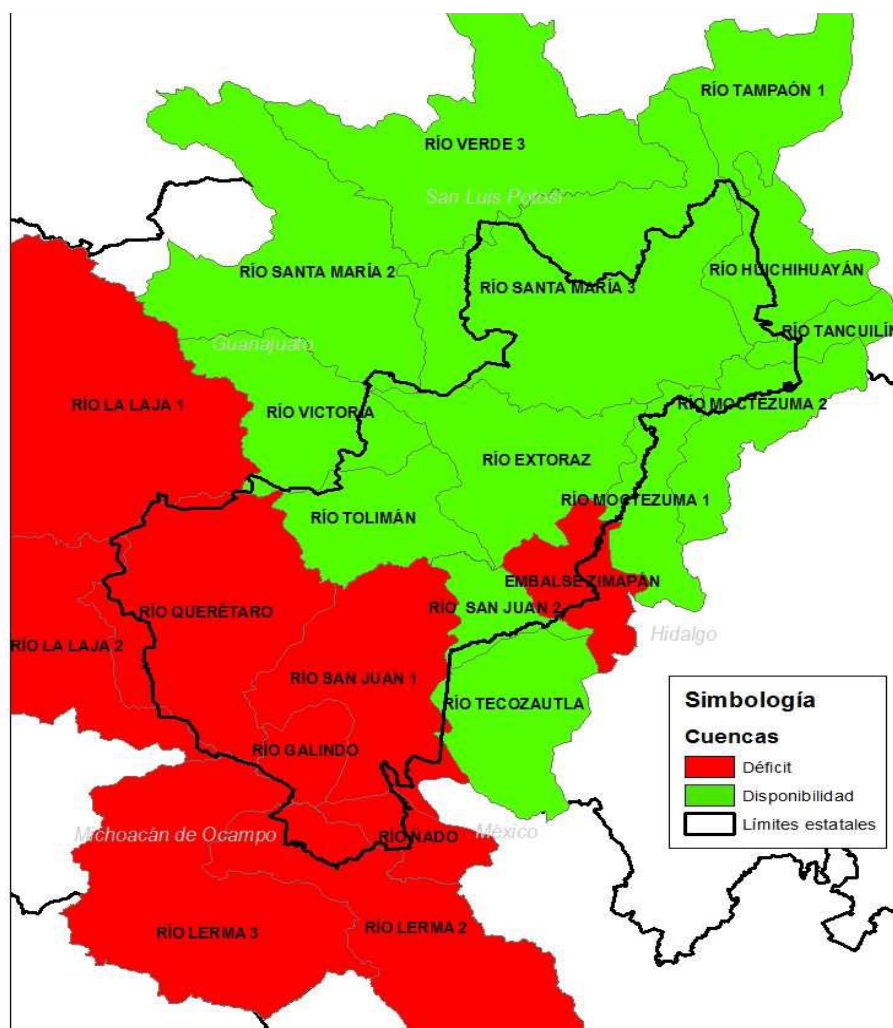 RÍO TAMPAÓN 1
RÍO VERDE 3
San Luis Potosí
RÍO SANTA MARÍA 2
RÍO SANTA MARÍA 3
RÍO HUICHIHUAYÁN
RÍO TANCUILÍN
Guanajuato
RÍO LA LAJA 1
RÍO VICTORIA
RÍO MOCTEZUMA 2
RÍO EXTORAZ
RÍO MOCTEZUMA 1
RÍO TOLIMÁN
EMBALSE ZIMAPÁN
RÍO QUERÉTARO
RÍO SAN JUAN 2
Hidalgo
RÍO LA LAJA 2
RÍO SAN JUAN 1
RÍO TECOZAUTLA
RÍO GALINDO
Michoacán de Ocampo
RÍO ÑADO
México
RÍO LERMA 3
RÍO LERMA 2
Simbología
Cuencas
Déficit
Disponibilidad
Límites estatales